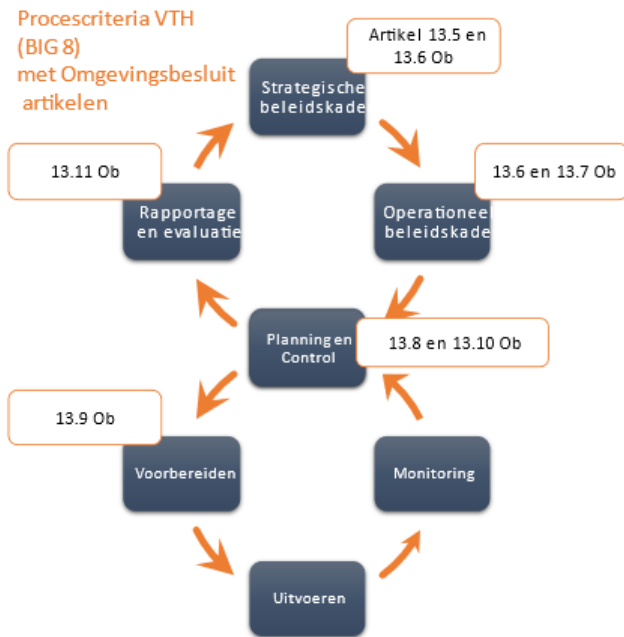 Procescriteria VTH
(BIG 8)
met Omgevingsbesluit
artikelen
Artikel 13.5 en
13.6 Ob
Strategische
beleidskade
13.11 Ob
13.6 en 13.7 Ob
Rapportage
en evaluatie
Operationeel
beleidskade
Planning en
Control
13.8 en 13.10 Ob
13.9 Ob
Voorbereiden
Monitoring
Uitvoeren